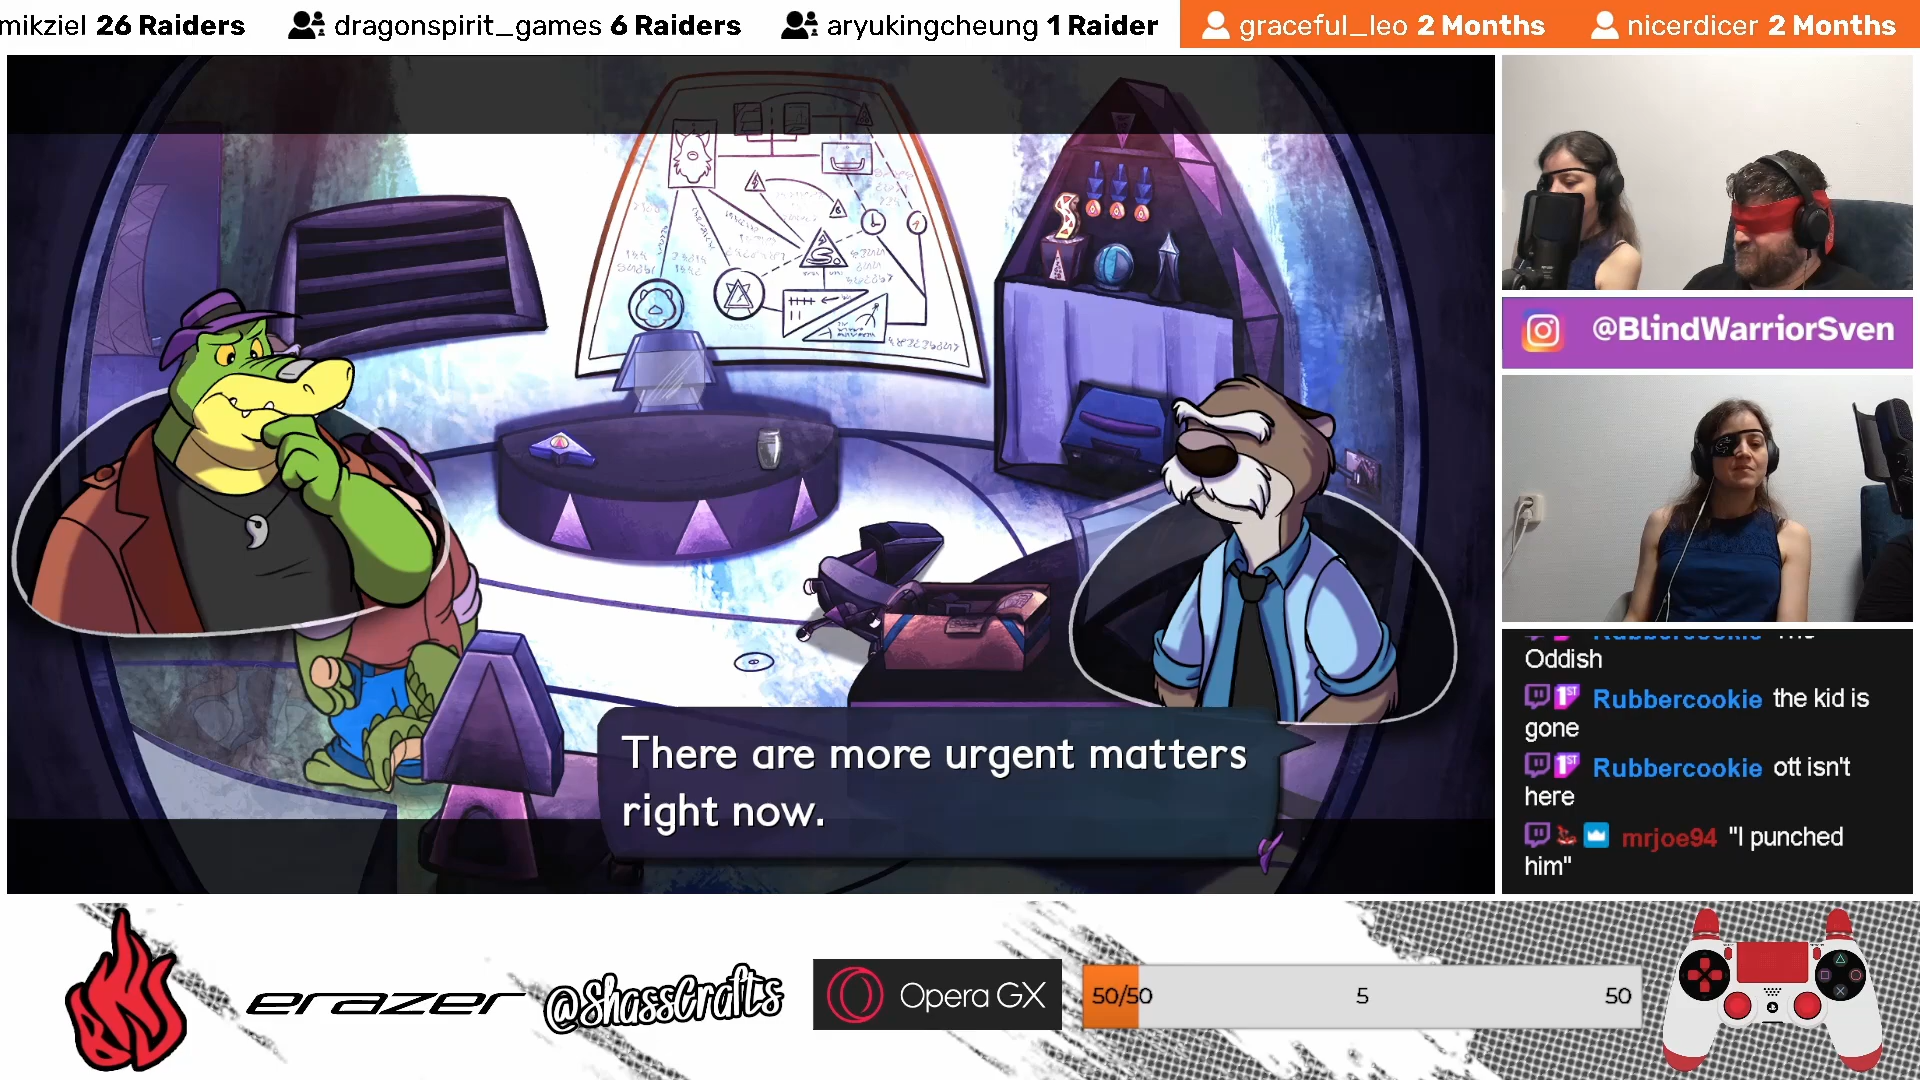 mikziel 26 Raiders dragonspirit_games 6 Raiders aryukingcheung 1 Raider graceful_leo 2 Months nicerdicer 2 Months
@BlindWarriorSven
There are more urgent matters
right now.
Oddish
Rubbercookie the kid is
gone
Rubbercookie ott isn't
here
mrjoe94 "I punched
him"
BWS
erazer
@ShassCrafts
Opera GX
50/50 5 50